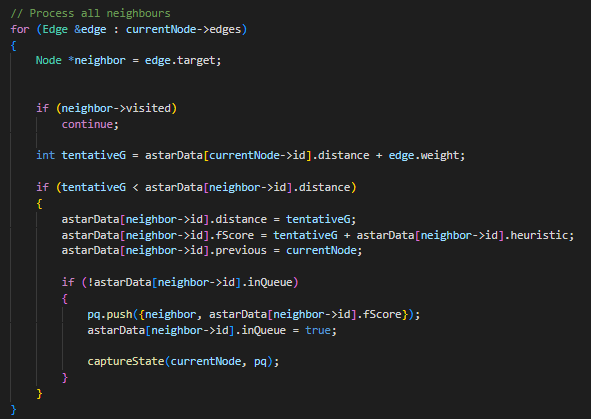 // Process all neighbours
for (Edge &edge : currentNode->edges)
{
    Node *neighbor = edge.target;

    if (neighbor->visited)
        continue;

    int tentativeG = astarData[currentNode->id].distance + edge.weight;

    if (tentativeG < astarData[neighbor->id].distance)
    {
        astarData[neighbor->id].distance = tentativeG;
        astarData[neighbor->id].fScore = tentativeG + astarData[neighbor->id].heuristic;
        astarData[neighbor->id].previous = currentNode;

        if (!astarData[neighbor->id].inQueue)
        {
            pq.push({neighbor, astarData[neighbor->id].fScore});
            astarData[neighbor->id].inQueue = true;

            captureState(currentNode, pq);
        }
    }
}